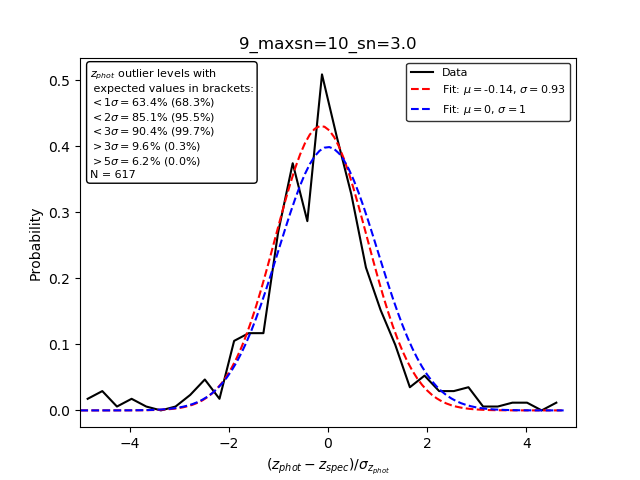 9_maxsn=10_sn=3.0
z_phot outlier levels with
expected values in brackets:
< 1σ = 63.4% (68.3%)
< 2σ = 85.1% (95.5%)
< 3σ = 90.4% (99.7%)
> 3σ = 9.6% (0.3%)
> 5σ = 6.2% (0.0%)
N = 617
Data
Fit: μ = -0.14, σ = 0.93
Fit: μ = 0, σ = 1
Probability
0.5
0.4
0.3
0.2
0.1
0.0
−4 −2 0 2 4
(z_phot − z_spec)/σ_z_phot